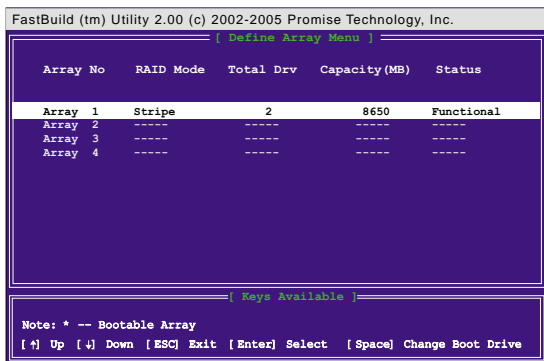 FastBuild (tm) Utility 2.00 (c) 2002-2005 Promise Technology, Inc.
[ Define Array Menu ]
Array No RAID Mode Total Drv Capacity(MB) Status
Array 1 Stripe 2 8650 Functional
Array 2 ----- ----- ----- -----
Array 3 ----- ----- ----- -----
Array 4 ----- ----- ----- -----
[ Keys Available ]
Note: * -- Bootable Array
[↑] Up [↓] Down [ESC] Exit [Enter] Select [Space] Change Boot Drive